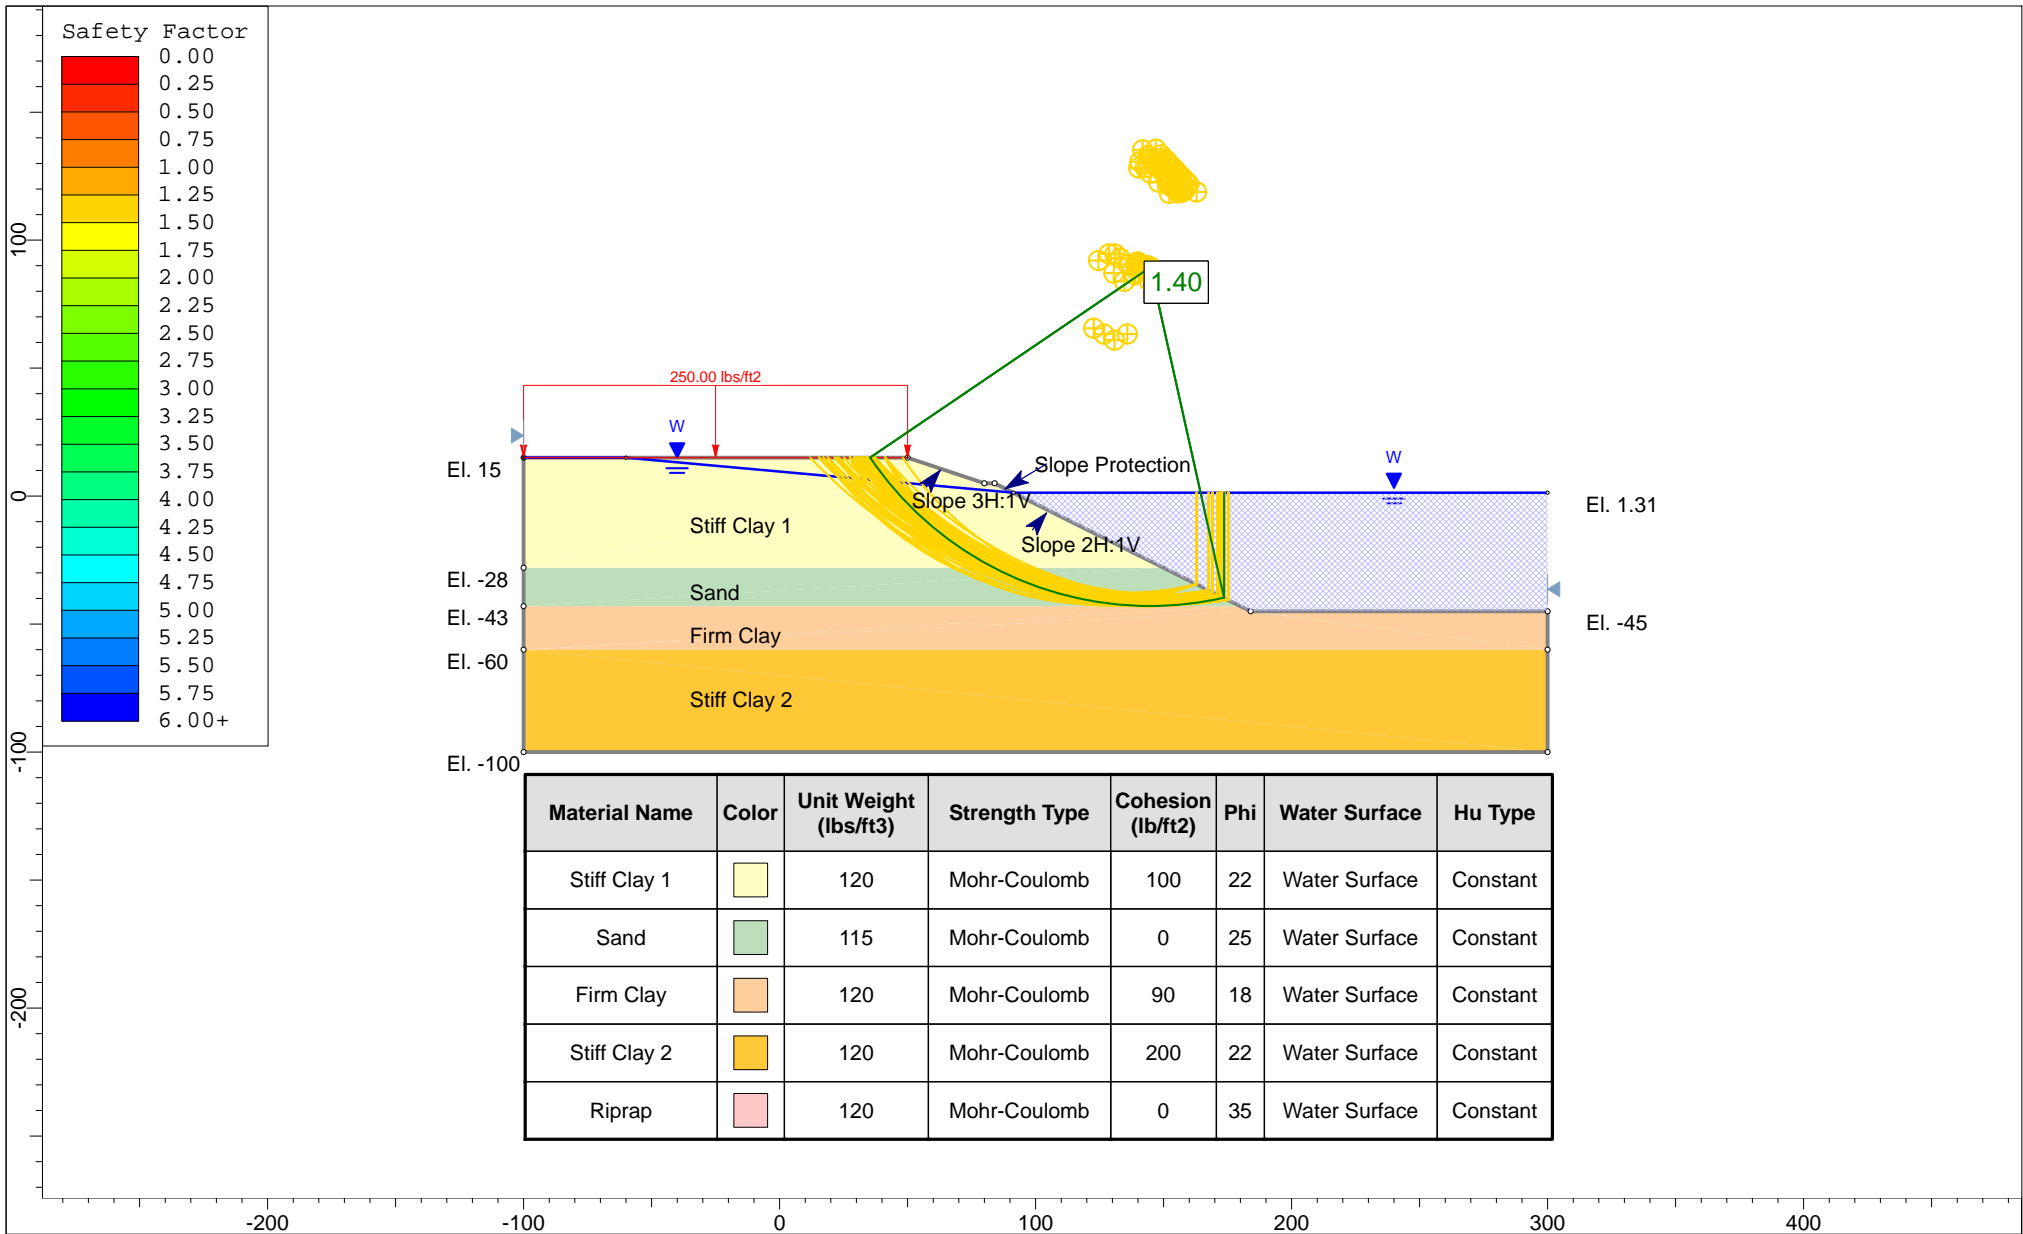 Safety Factor
0.00
0.25
0.50
0.75
1.00
1.25
1.50
1.75
2.00
2.25
2.50
2.75
3.00
3.25
3.50
3.75
4.00
4.25
4.50
4.75
5.00
5.25
5.50
5.75
6.00+
100
0
-100
-200
1.40
250.00 lbs/ft2
W
W
El. 15
El. -28
El. -43
El. -60
El. -100
Slope Protection
Slope 3H:1V
Slope 2H:1V
El. 1.31
El. -45
Stiff Clay 1
Sand
Firm Clay
Stiff Clay 2
Material Name Color Unit Weight (lbs/ft3) Strength Type Cohesion (lb/ft2) Phi Water Surface Hu Type
Stiff Clay 1 120 Mohr-Coulomb 100 22 Water Surface Constant
Sand 115 Mohr-Coulomb 0 25 Water Surface Constant
Firm Clay 120 Mohr-Coulomb 90 18 Water Surface Constant
Stiff Clay 2 120 Mohr-Coulomb 200 22 Water Surface Constant
Riprap 120 Mohr-Coulomb 0 35 Water Surface Constant
-200 -100 0 100 200 300 400